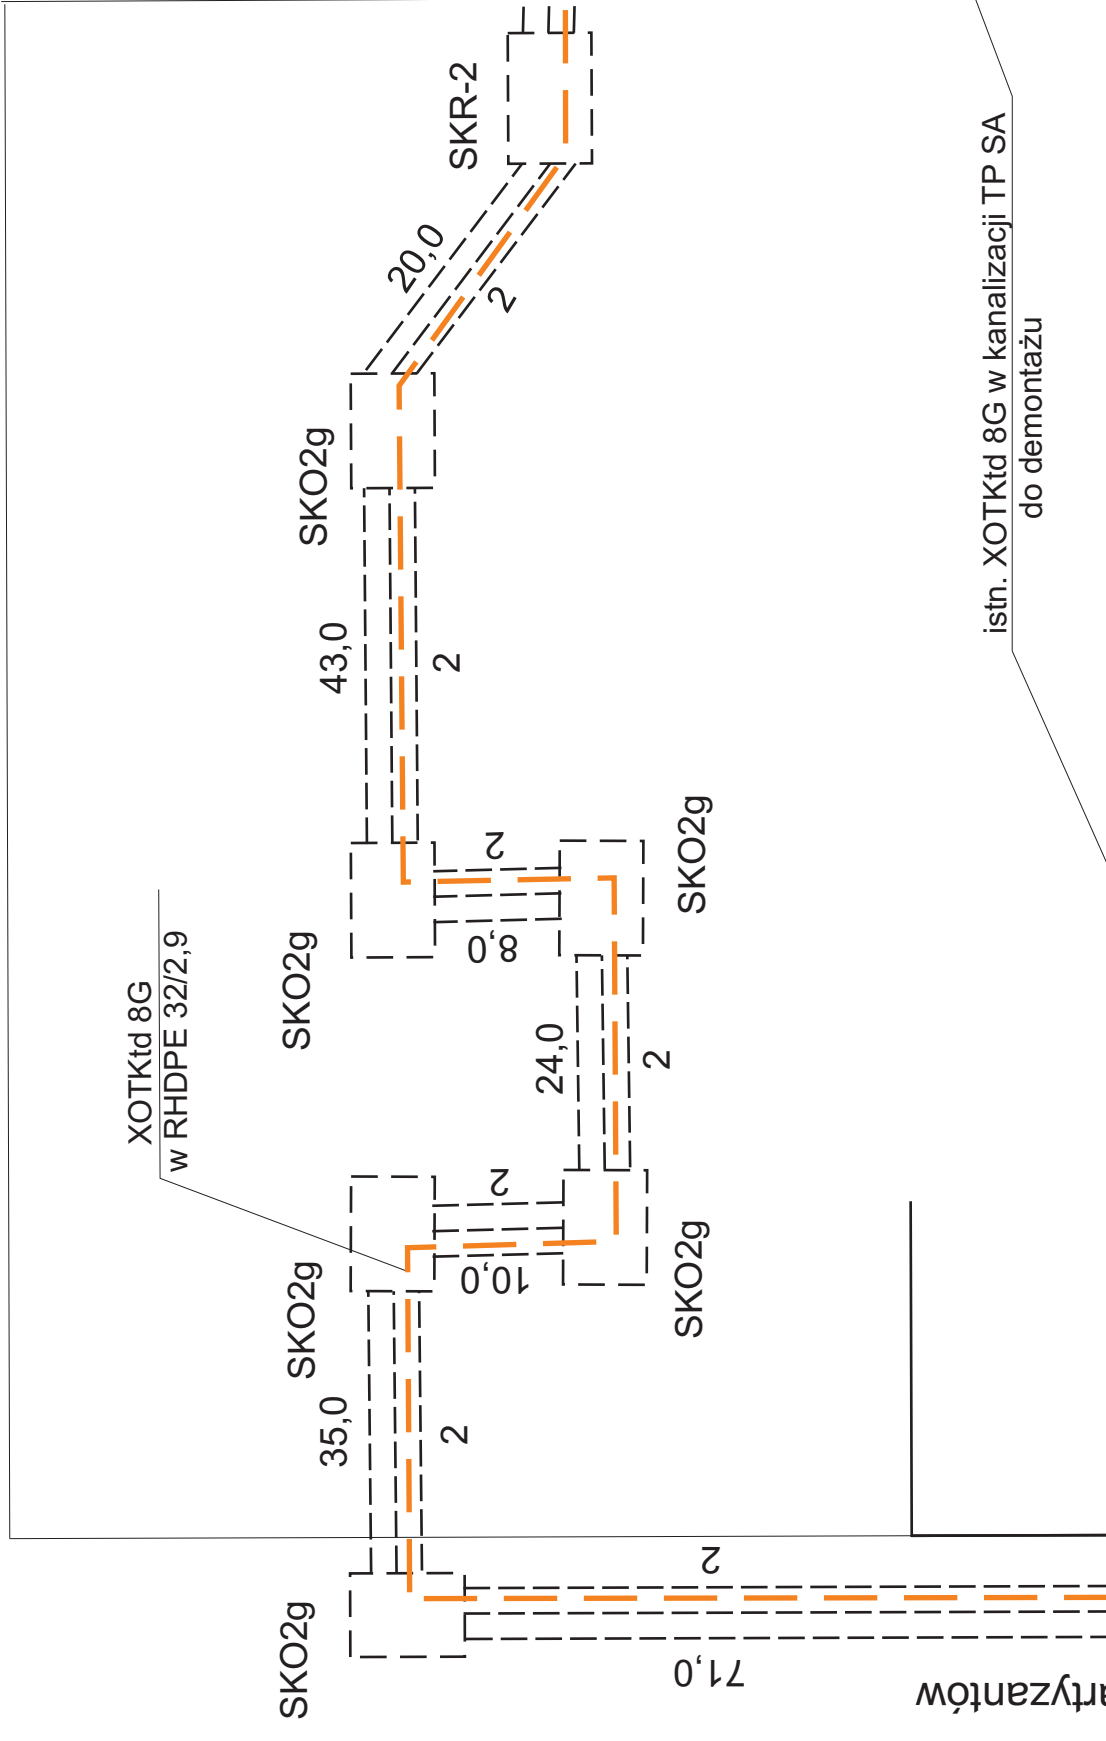 SKR-2
20,0
2
SKO2g
43,0
2
istn. XOTKtd 8G w kanalizacji TP SA
do demontażu
SKO2g
2
8,0
SKO2g
XOTKtd 8G
w RHDPE 32/2,9
24,0
2
SKO2g
2
10,0
SKO2g
35,0
2
SKO2g
2
71,0
artyzantów